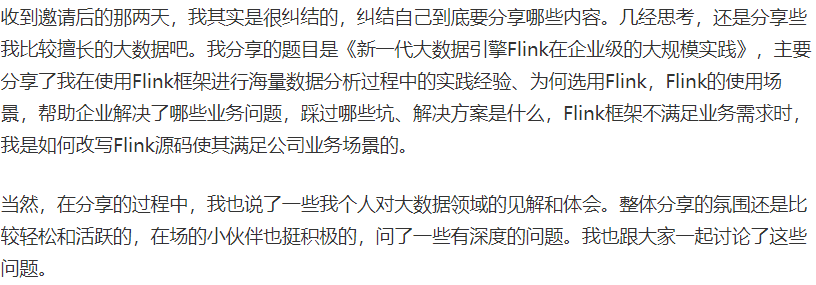 收到邀请后的那两天，我其实是很纠结的，纠结自己到底要分享哪些内容。几经思考，还是分享些
我比较擅长的大数据吧。我分享的题目是《新一代大数据引擎Flink在企业级的大规模实践》，主要
分享了我在使用Flink框架进行海量数据分析过程中的实践经验、为何选用Flink，Flink的使用场
景，帮助企业解决了哪些业务问题，踩过哪些坑、解决方案是什么，Flink框架不满足业务需求时，
我是如何改写Flink源码使其满足公司业务场景的。
当然，在分享的过程中，我也说了一些我个人对大数据领域的见解和体会。整体分享的氛围还是比
较轻松和活跃的，在场的小伙伴也挺积极的，问了一些有深度的问题。我也跟大家一起讨论了这些
问题。